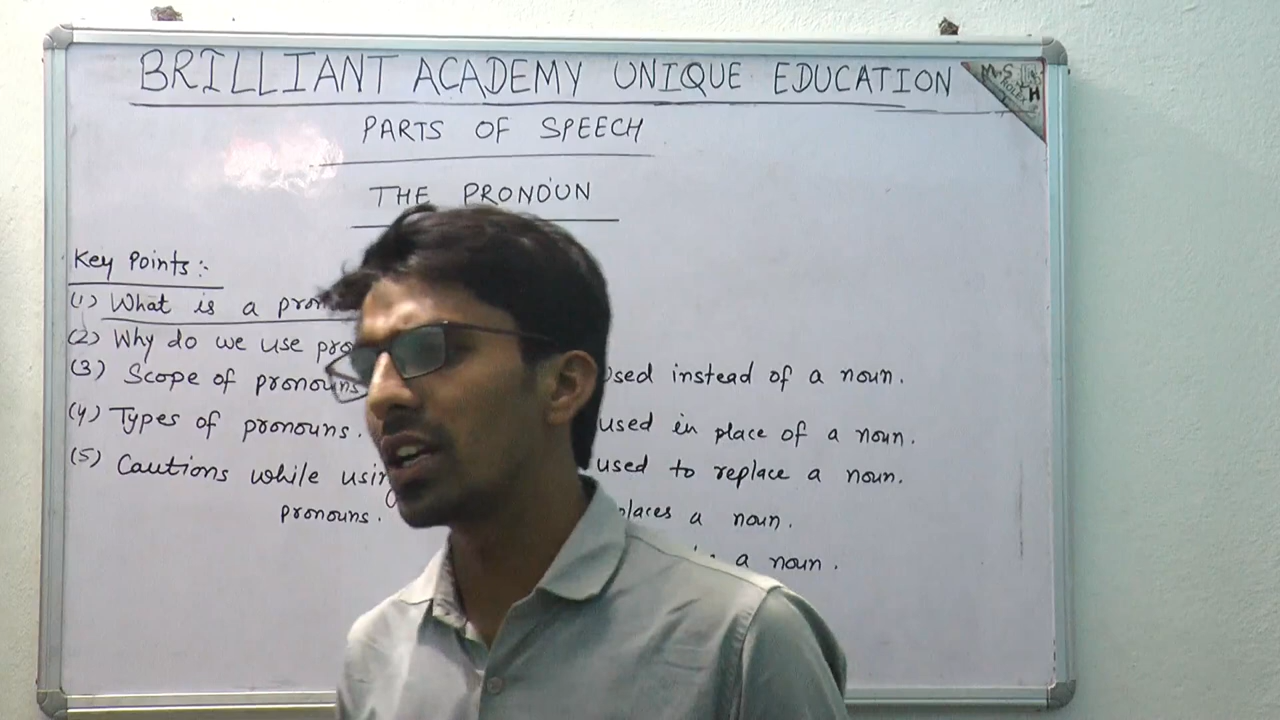 BRILLIANT ACADEMY UNIQUE EDUCATION
PARTS OF SPEECH
THE PRONOUN
Key Points:-
(1) What is a
(2) Why do we use
(3) Scope of pronouns
(4) Types of pronouns.
(5) Cautions while
pronouns.
used instead of a noun.
used in place of a noun.
used to replace a noun.
a noun.
a noun.
M.S
ROLEX